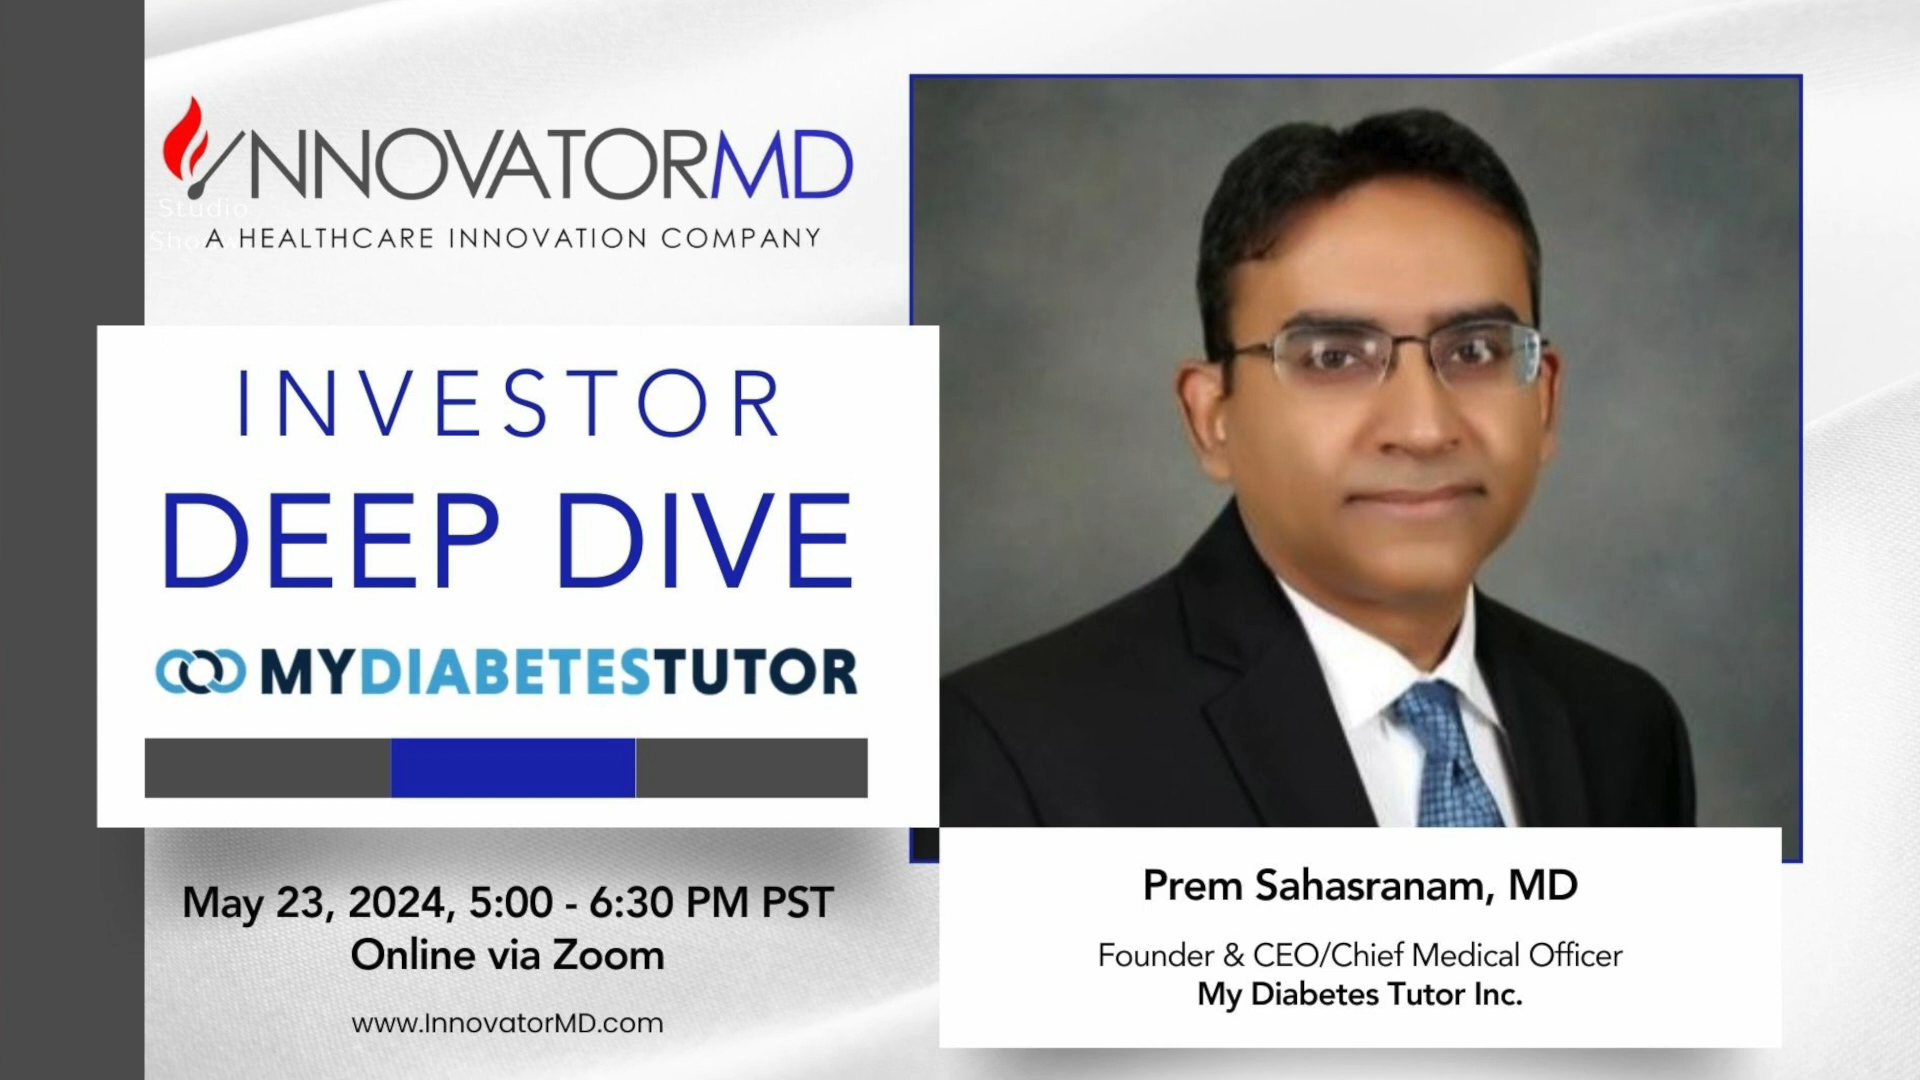 INNOVATORMD
Studio
A HEALTHCARE INNOVATION COMPANY
INVESTOR
DEEP DIVE
MYDIABETESTUTOR
May 23, 2024, 5:00 - 6:30 PM PST
Online via Zoom
www.InnovatorMD.com
Prem Sahasranam, MD
Founder & CEO/Chief Medical Officer
My Diabetes Tutor Inc.